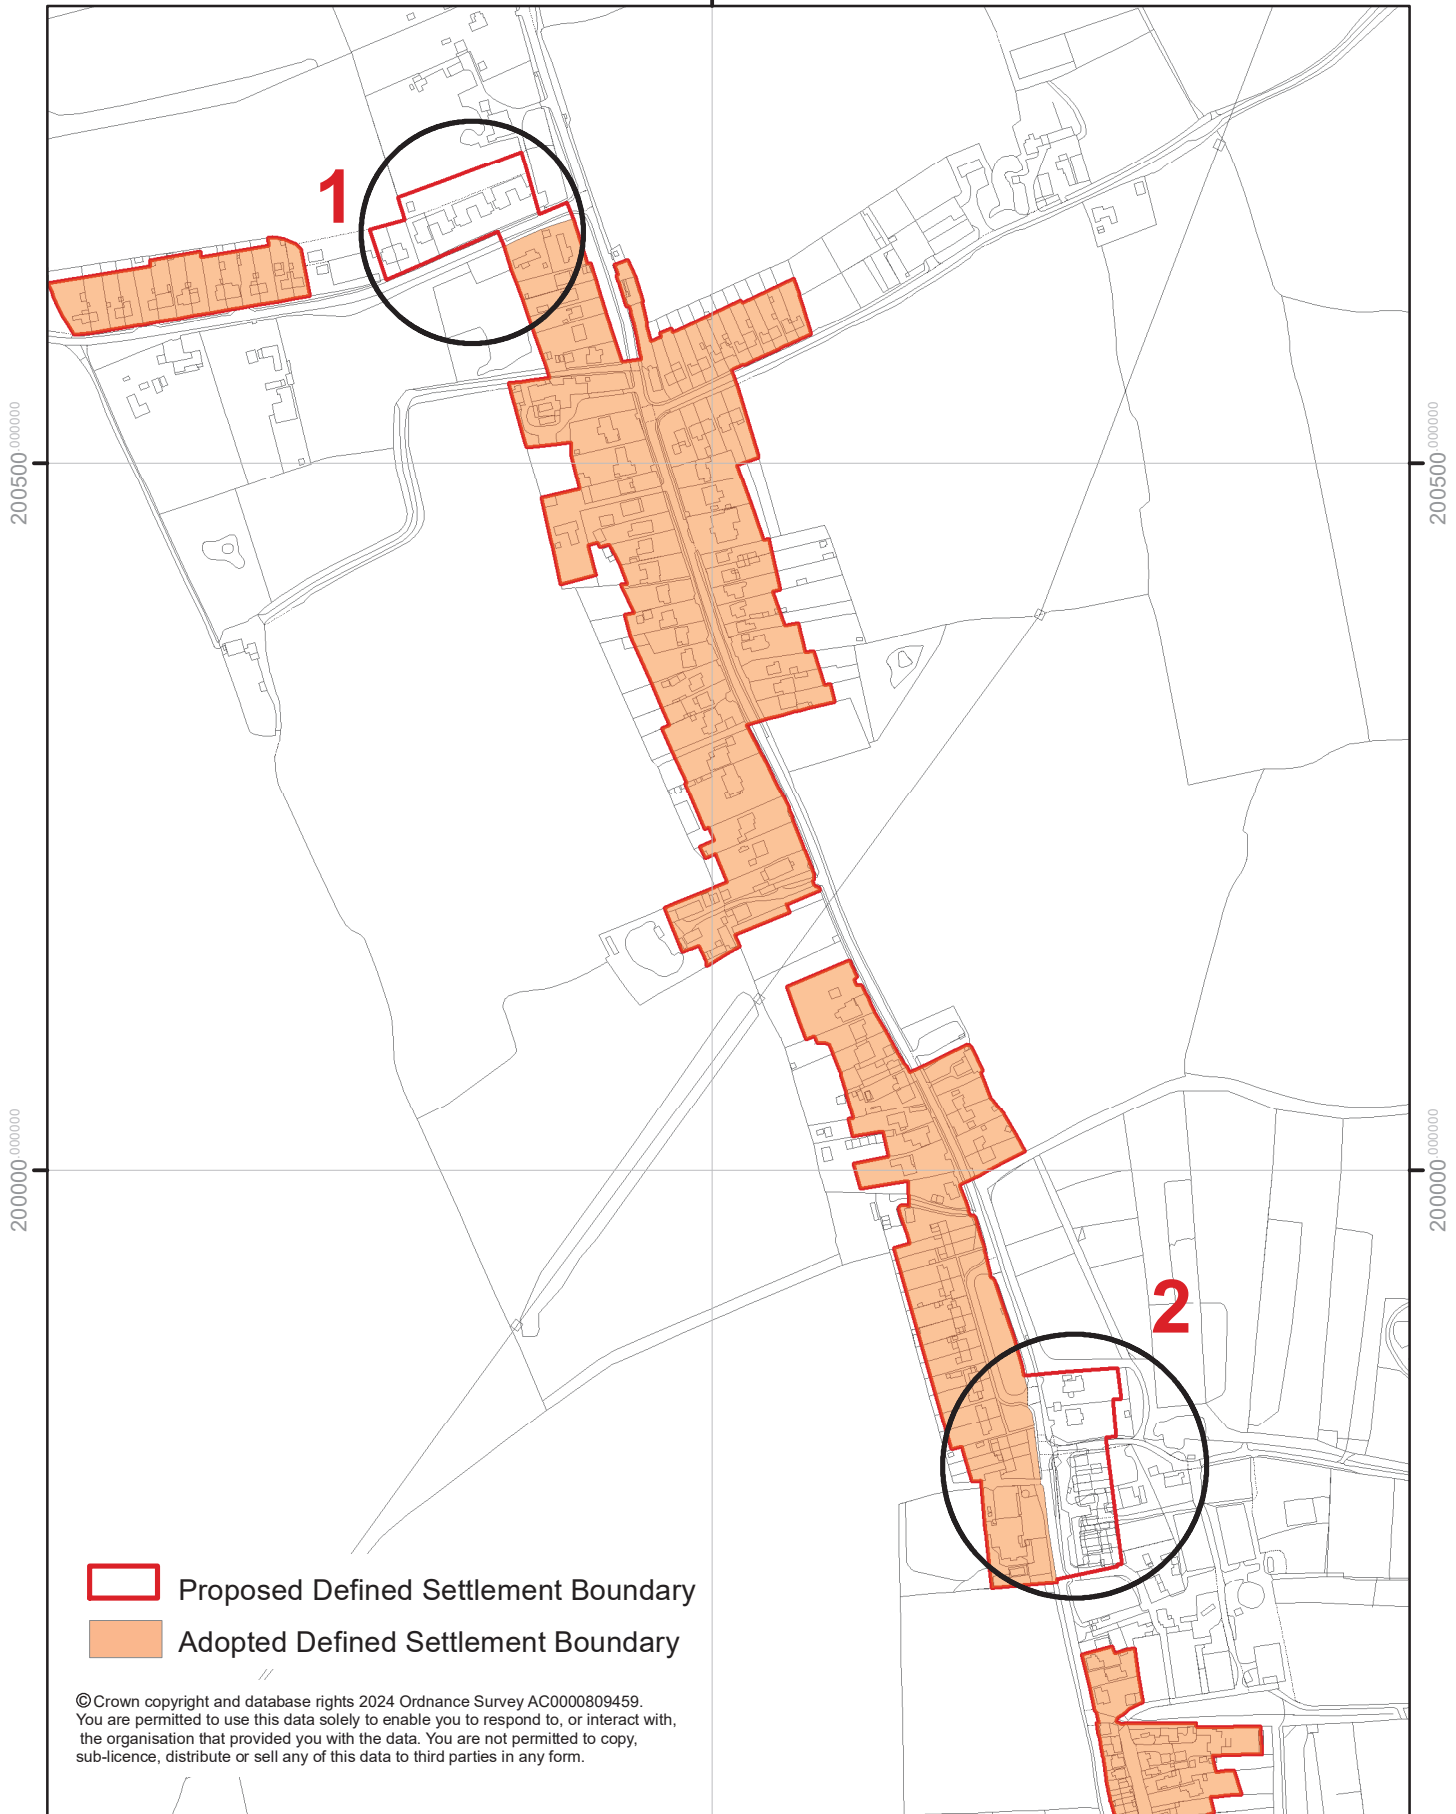 1
200500.000000
200500.000000
200000.000000
200000.000000
2
Proposed Defined Settlement Boundary
Adopted Defined Settlement Boundary
©Crown copyright and database rights 2024 Ordnance Survey AC0000809459.
You are permitted to use this data solely to enable you to respond to, or interact with,
the organisation that provided you with the data. You are not permitted to copy,
sub-licence, distribute or sell any of this data to third parties in any form.